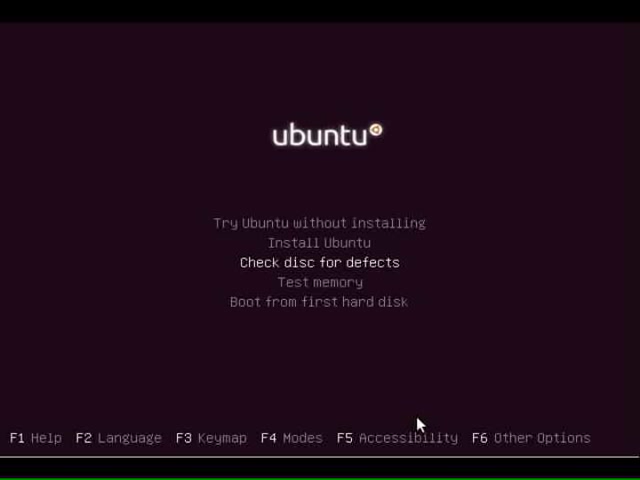 ubuntu
Try Ubuntu without installing
Install Ubuntu
Check disc for defects
Test memory
Boot from first hard disk
F1 Help F2 Language F3 Keymap F4 Modes F5 Accessibility F6 Other Options